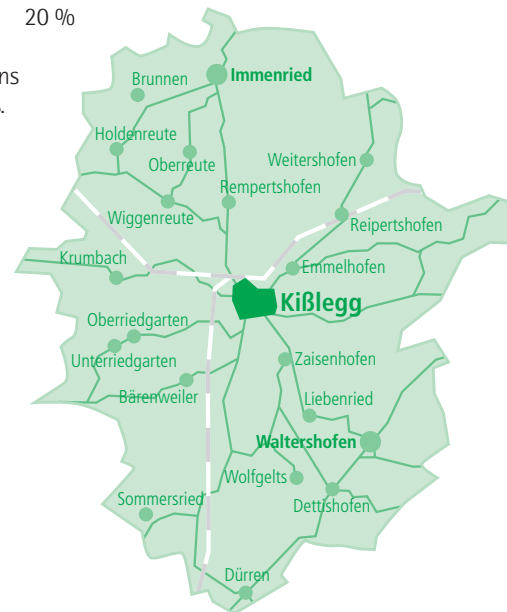 20 %
ns
Immenried
Brunnen
Holdenreute
Oberreute
Weitershofen
Rempertshofen
Wiggenreute
Reipertshofen
Krumbach
Emmelhofen
Kißlegg
Oberriedgarten
Unterriedgarten
Zaisenhofen
Bärenweiler
Liebenried
Waltershofen
Wolfgelts
Sommersried
Dettishofen
Dürren